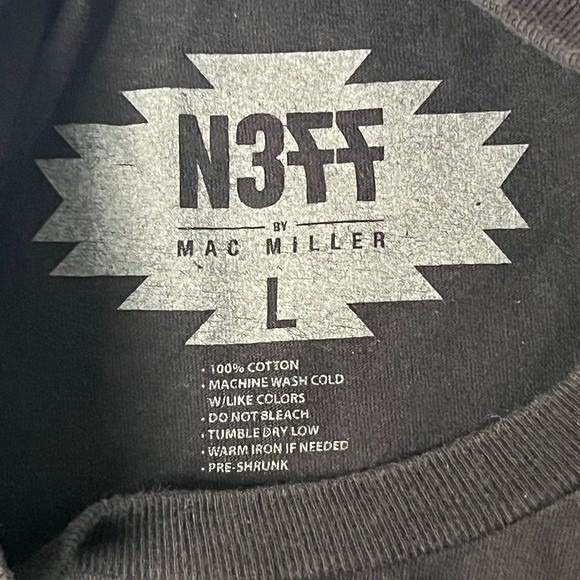 N3FF
BY
MAC MiLLER
L
• 100% COTTON
• MACHINE WASH COLD
W/LIKE COLORS
• DO NOT BLEACH
• TUMBLE DRY LOW
• WARM IRON IF NEEDED
• PRE-SHRUNK